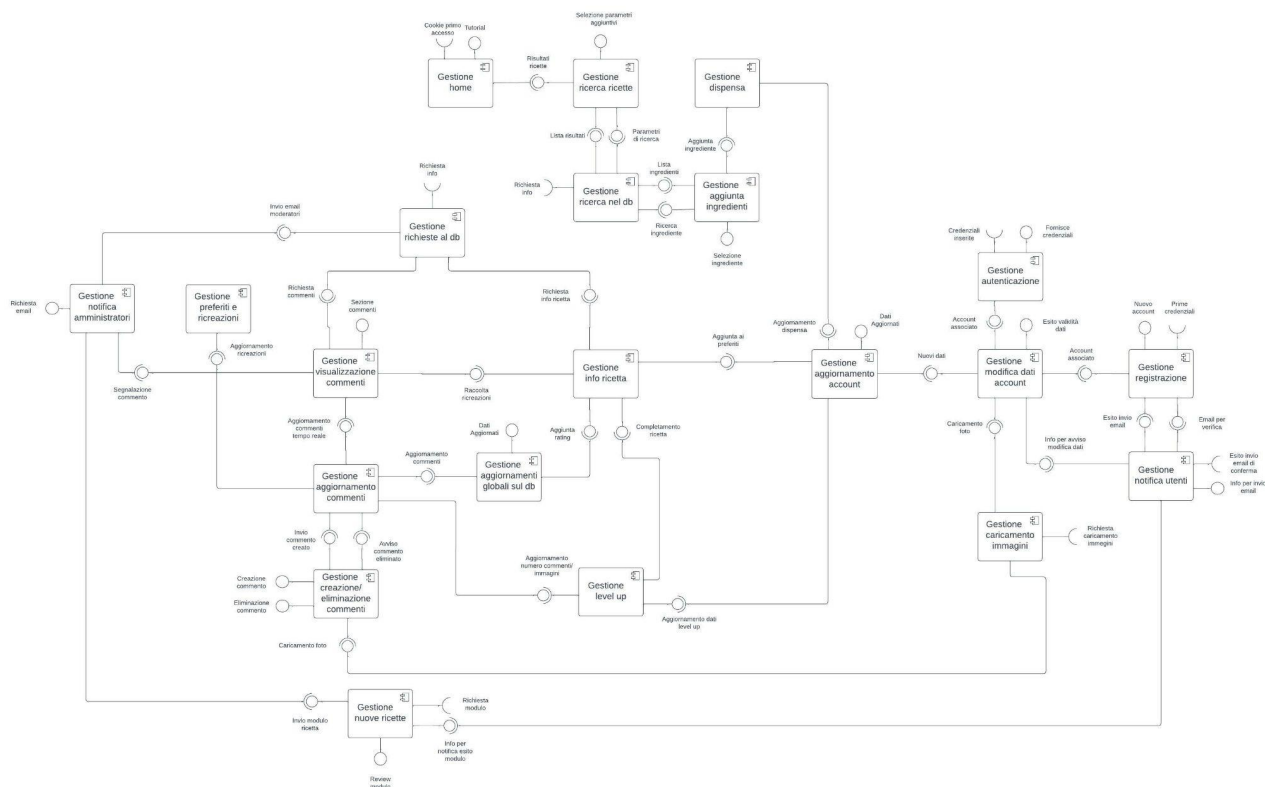 Selezione parametri
aggiuntivi
Cookie primo
accesso
Tutorial
Gestione
home
Risultati
ricette
Gestione
ricerca ricette
Gestione
dispensa
Lista risultati
Parametri
di ricerca
Aggiunta
ingrediente
Richiesta
info
Richiesta
info
Gestione
ricerca nel db
Lista
ingredienti
Ricerca
ingrediente
Gestione
aggiunta
ingredienti
Selezione
ingrediente
Invio email
moderatori
Gestione
richieste al db
Credenziali
inserite
Fornisce
credenziali
Gestione
autenticazione
Richiesta
email
Gestione
notifica
amministratori
Gestione
preferiti e
ricreazioni
Richiesta
commenti
Sezione
commenti
Richiesta
info ricetta
Aggiornamento
ricreazioni
Segnalazione
commento
Gestione
visualizzazione
commenti
Raccolta
ricreazioni
Gestione
info ricetta
Aggiunta ai
preferiti
Aggiornamento
dispensa
Dati
Aggiornati
Gestione
aggiornamento
account
Nuovi dati
Account
associato
Esito validità
dati
Gestione
modifica dati
account
Account
associato
Nuovo
account
Prime
credenziali
Gestione
registrazione
Aggiornamento
commenti
tempo reale
Dati
Aggiornati
Aggiunta
rating
Completamento
ricetta
Caricamento
foto
Info per avviso
modifica dati
Esito invio
email
Email per
verifica
Gestione
aggiornamento
commenti
Aggiornamento
commenti
Gestione
aggiornamenti
globali sul db
Gestione
notifica utenti
Esito invio
email di
conferma
Info per invio
email
Invio
commento
creato
Avviso
commento
eliminato
Gestione
caricamento
immagini
Richiesta
caricamento
immegini
Creazione
commento
Eliminazione
commento
Gestione
creazione/
eliminazione
commenti
Aggiornamento
numero commenti/
immagini
Gestione
level up
Aggiornamento dati
level up
Caricamento foto
Invio modulo
ricetta
Gestione
nuove ricette
Richiesta
modulo
Info per
notifica esito
modulo
Review
modulo